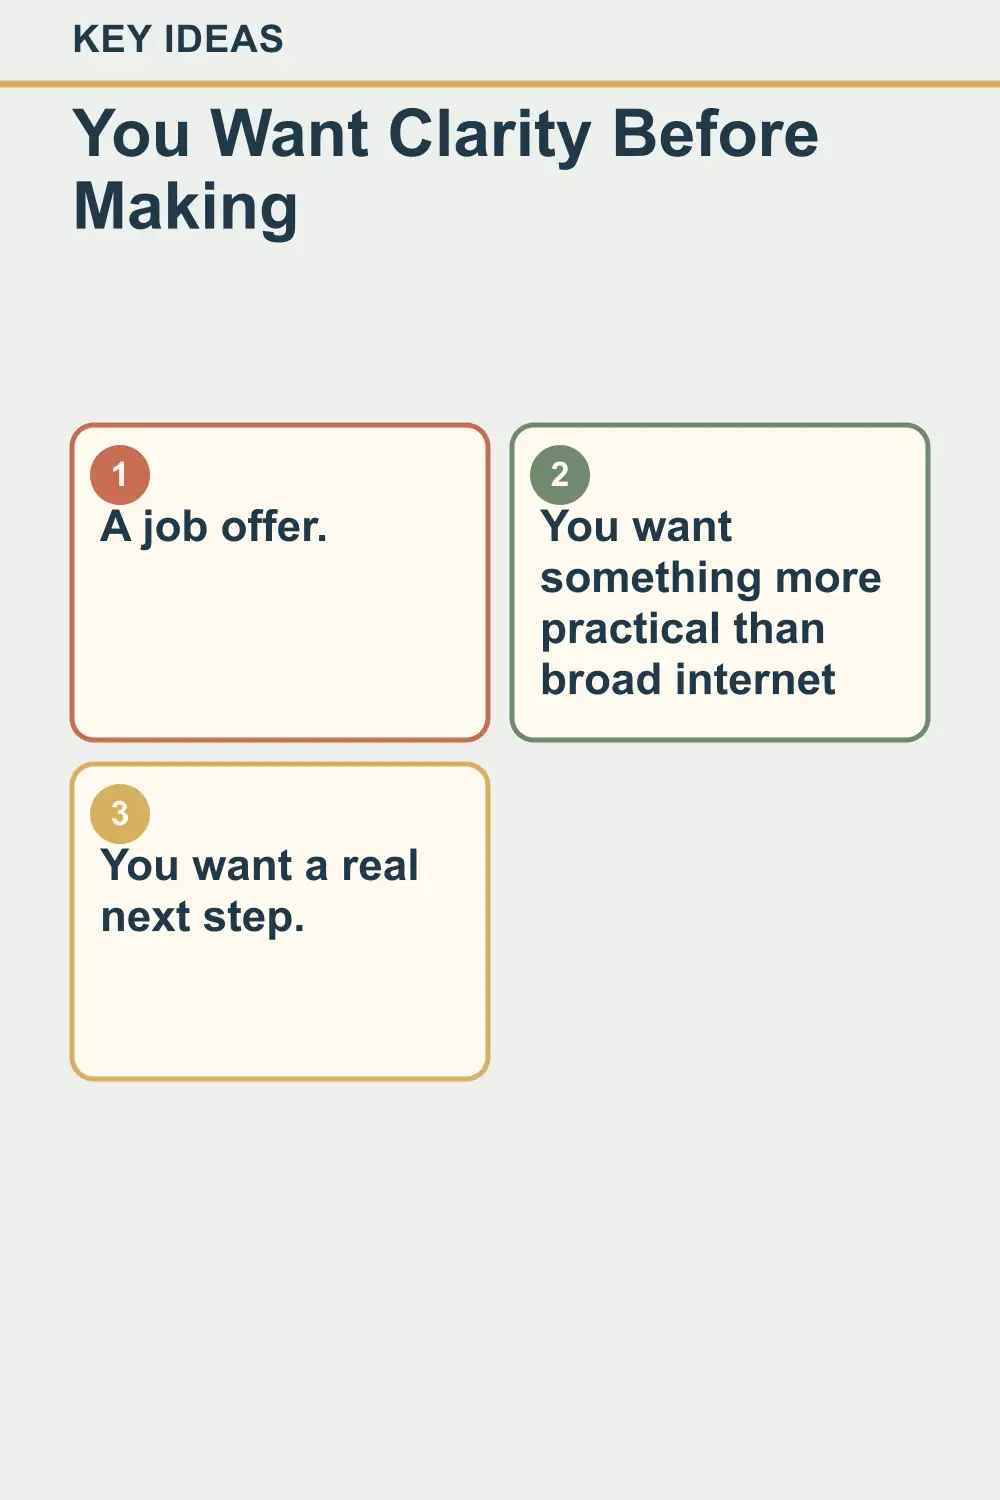 KEY IDEAS
You Want Clarity Before
Making
1
A job offer.
2
You want
something more
practical than
broad internet
3
You want a real
next step.